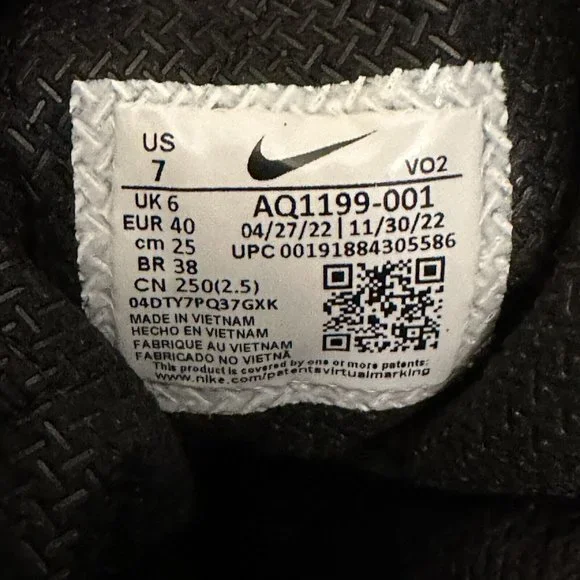 US
7
VO2
UK 6
EUR 40
cm 25
BR 38
CN 250(2.5)
04DTY7PQ37GXK
AQ1199-001
04/27/22 | 11/30/22
UPC 00191884305586
MADE IN VIETNAM
HECHO EN VIETNAM
FABRIQUE AU VIETNAM
FABRICADO NO VIETNÃ
This product is covered by one or more patents:
www.nike.com/patentsvirtualmarking